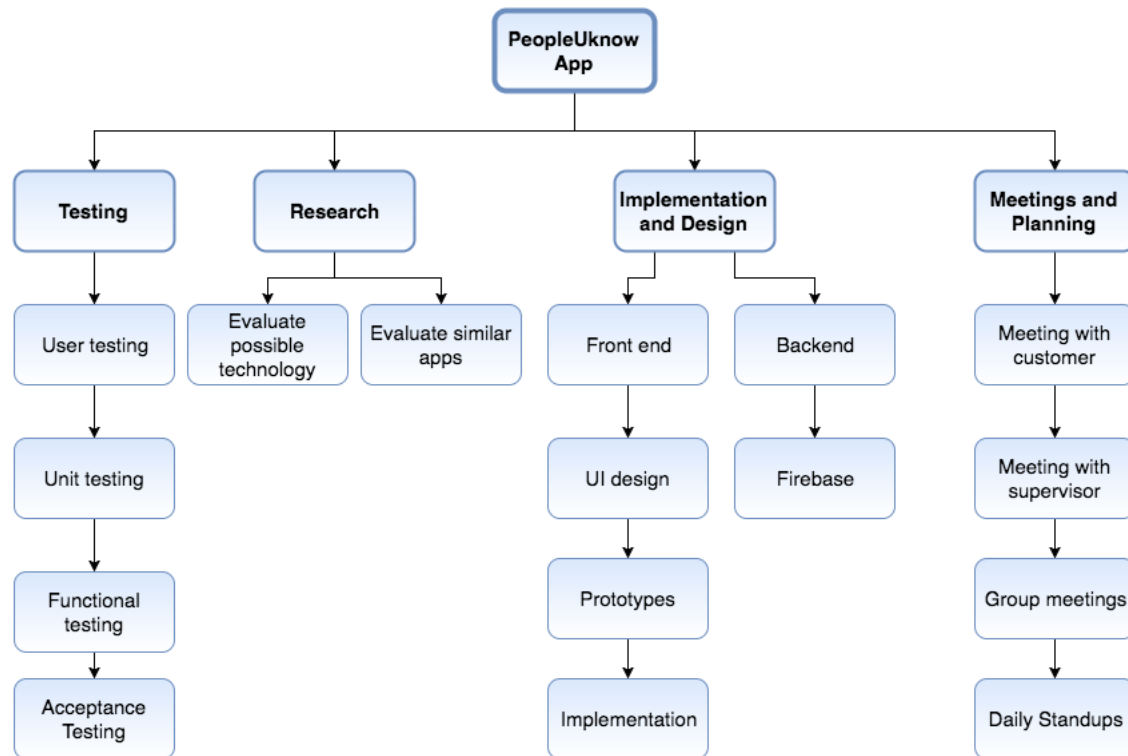 PeopleUknow
App
Testing
Research
Implementation
and Design
Meetings and
Planning
User testing
Evaluate
possible
technology
Evaluate similar
apps
Front end
Backend
Meeting with
customer
Unit testing
UI design
Firebase
Meeting with
supervisor
Functional
testing
Prototypes
Group meetings
Acceptance
Testing
Implementation
Daily Standups